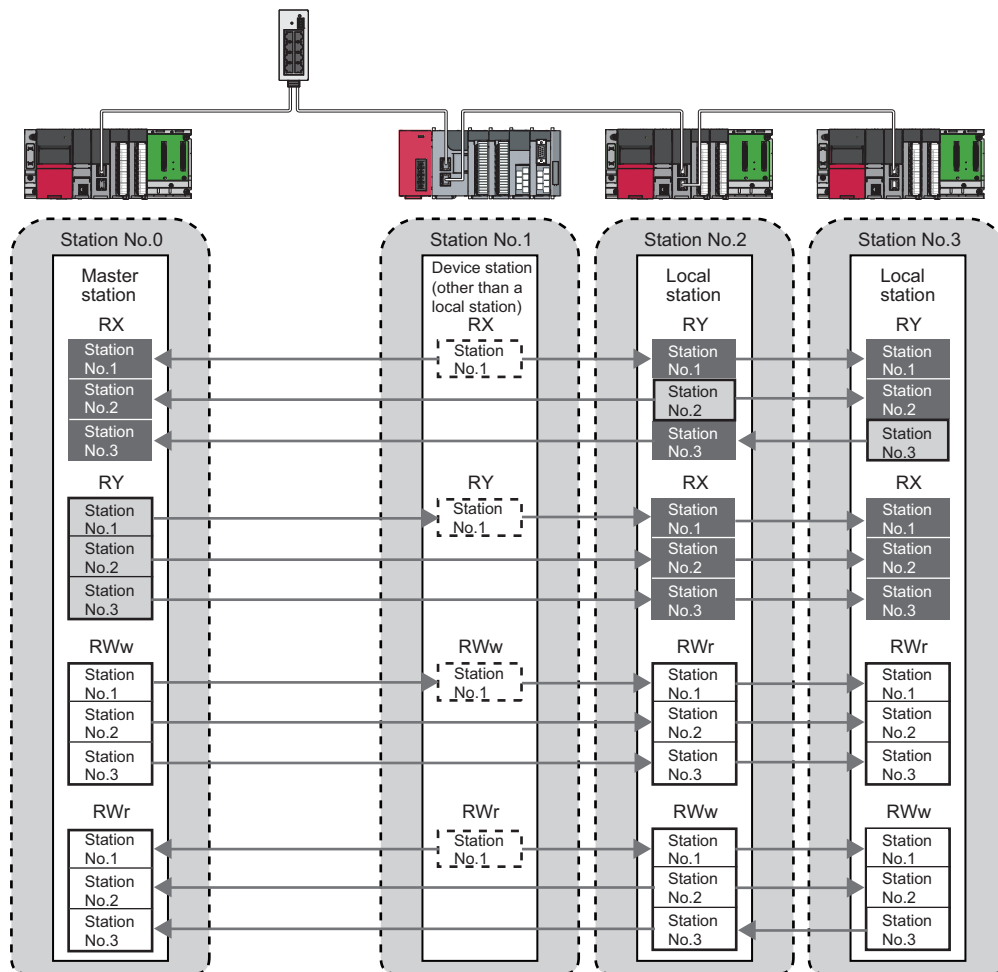 Station No.0
Master
station
RX
Station
No.1
Station
No.2
Station
No.3
RY
Station
No.1
Station
No.2
Station
No.3
RWw
Station
No.1
Station
No.2
Station
No.3
RWr
Station
No.1
Station
No.2
Station
No.3
Station No.1
Device station
(other than a
local station)
RX
Station
No.1
RY
Station
No.1
RWw
Station
No.1
RWr
Station
No.1
Station No.2
Local
station
RY
Station
No.1
Station
No.2
Station
No.3
RX
Station
No.1
Station
No.2
Station
No.3
RWr
Station
No.1
Station
No.2
Station
No.3
RWw
Station
No.1
Station
No.2
Station
No.3
Station No.3
Local
station
RY
Station
No.1
Station
No.2
Station
No.3
RX
Station
No.1
Station
No.2
Station
No.3
RWr
Station
No.1
Station
No.2
Station
No.3
RWw
Station
No.1
Station
No.2
Station
No.3